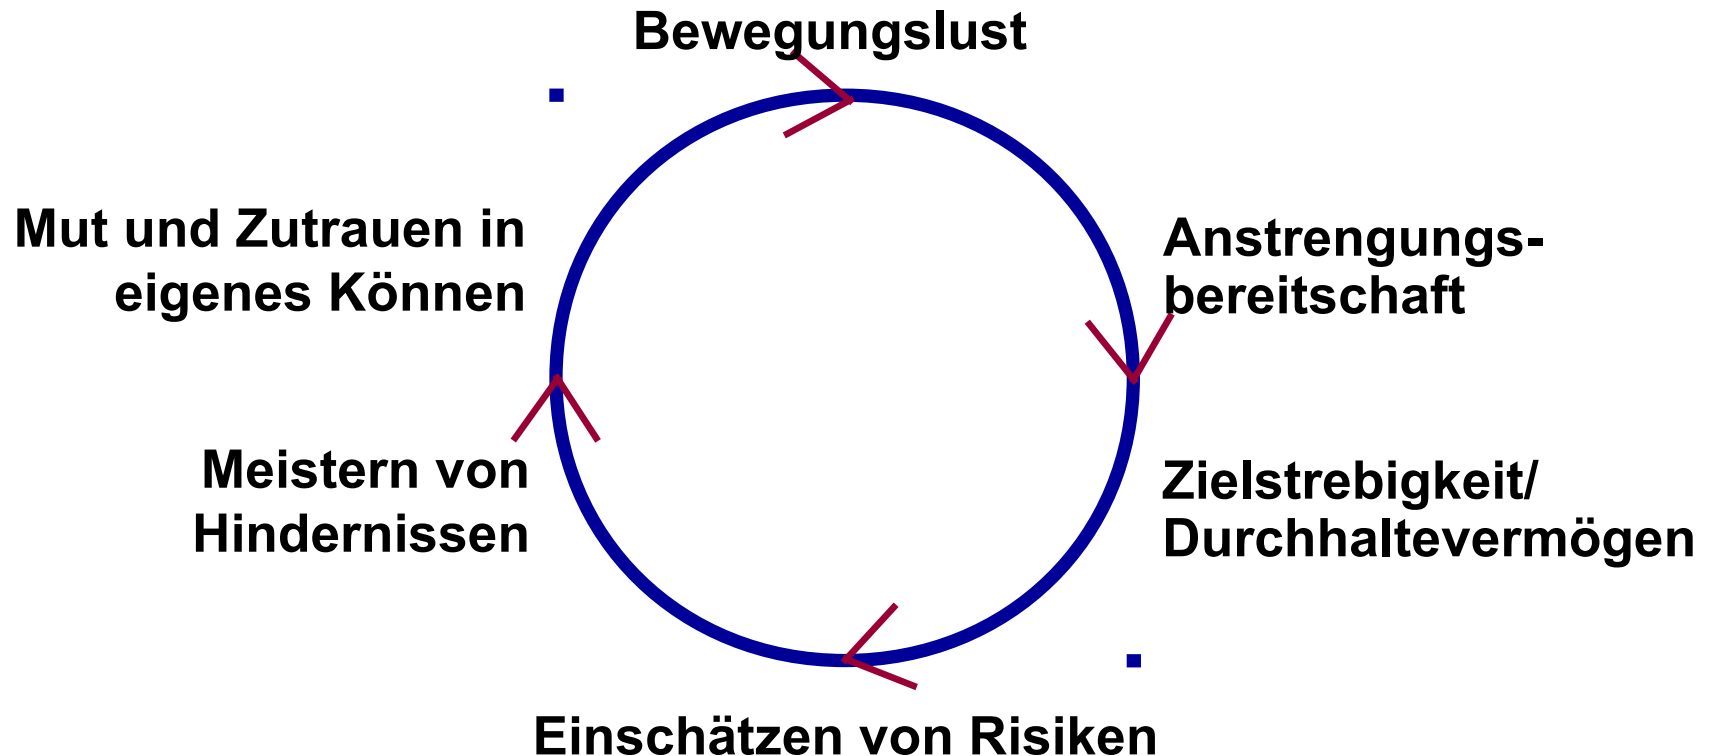 Bewegungslust
Mut und Zutrauen in
eigenes Können
Anstrengungs-
bereitschaft
Meistern von
Hindernissen
Zielstrebigkeit/
Durchhaltevermögen
Einschätzen von Risiken